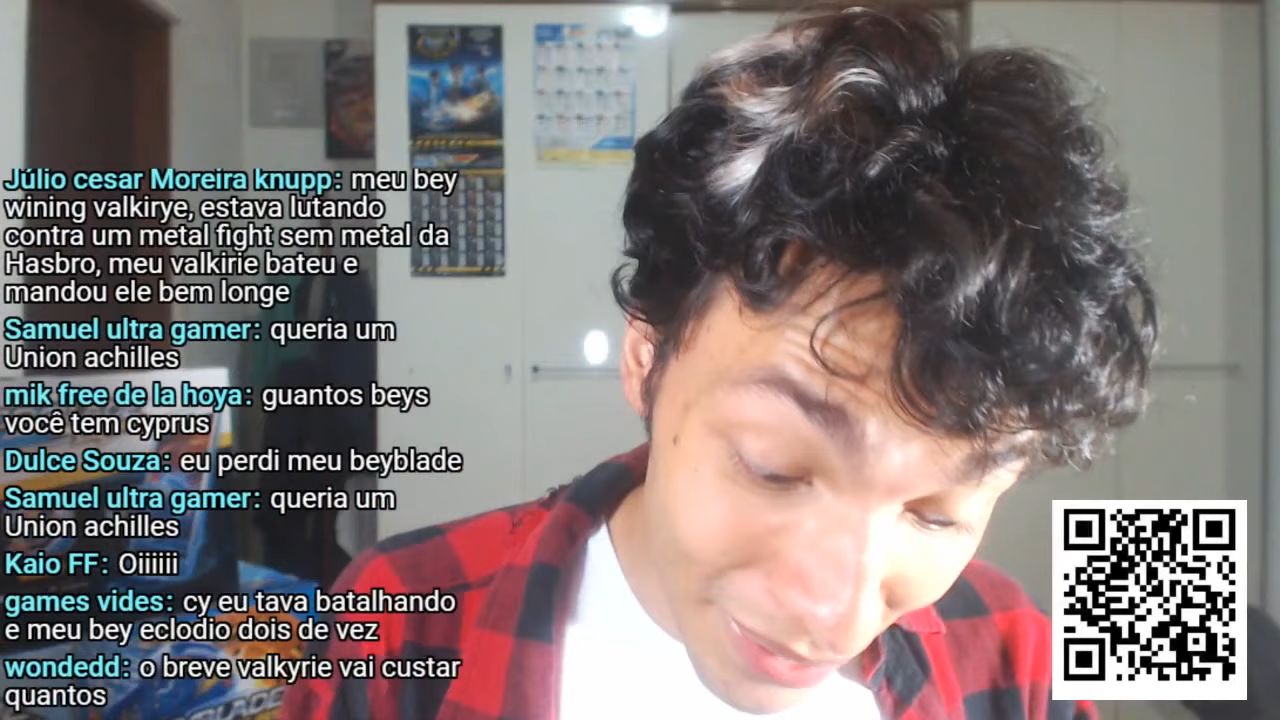 Júlio cesar Moreira knupp: meu bey
wining valkirye, estava lutando
contra um metal fight sem metal da
Hasbro, meu valkirie bateu e
mandou ele bem longe
Samuel ultra gamer: queria um
Union achilles
mik free de la hoya: guantos beys
você tem cyprus
Dulce Souza: eu perdi meu beyblade
Samuel ultra gamer: queria um
Union achilles
Kaio FF: Oiiiiii
games vides: cy eu tava batalhando
e meu bey eclodio dois de vez
wondedd: o breve valkyrie vai custar
quantos